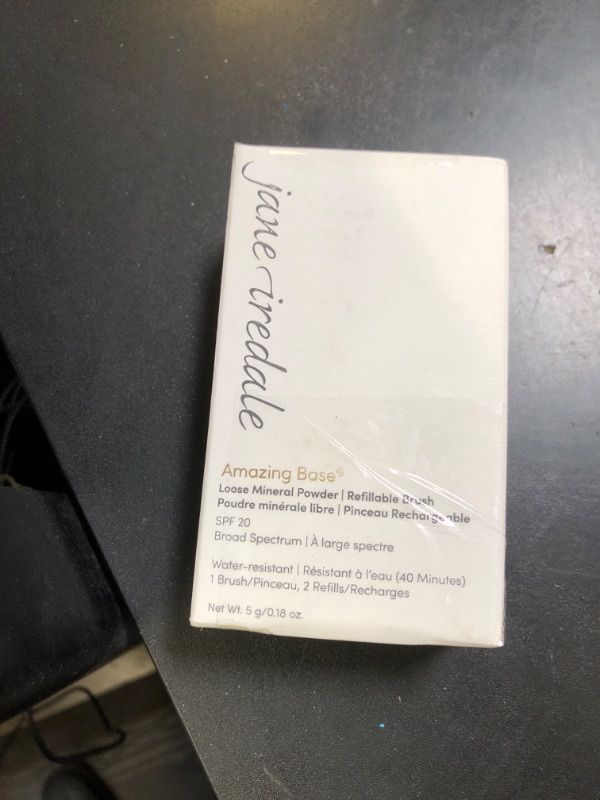 jane iredale
Amazing Base®
Loose Mineral Powder | Refillable Brush
Poudre minérale libre | Pinceau Rechargeable
SPF 20
Broad Spectrum | À large spectre
Water-resistant | Résistant à l'eau (40 Minutes)
1 Brush/Pinceau, 2 Refills/Recharges
Net Wt. 5 g/0.18 oz.